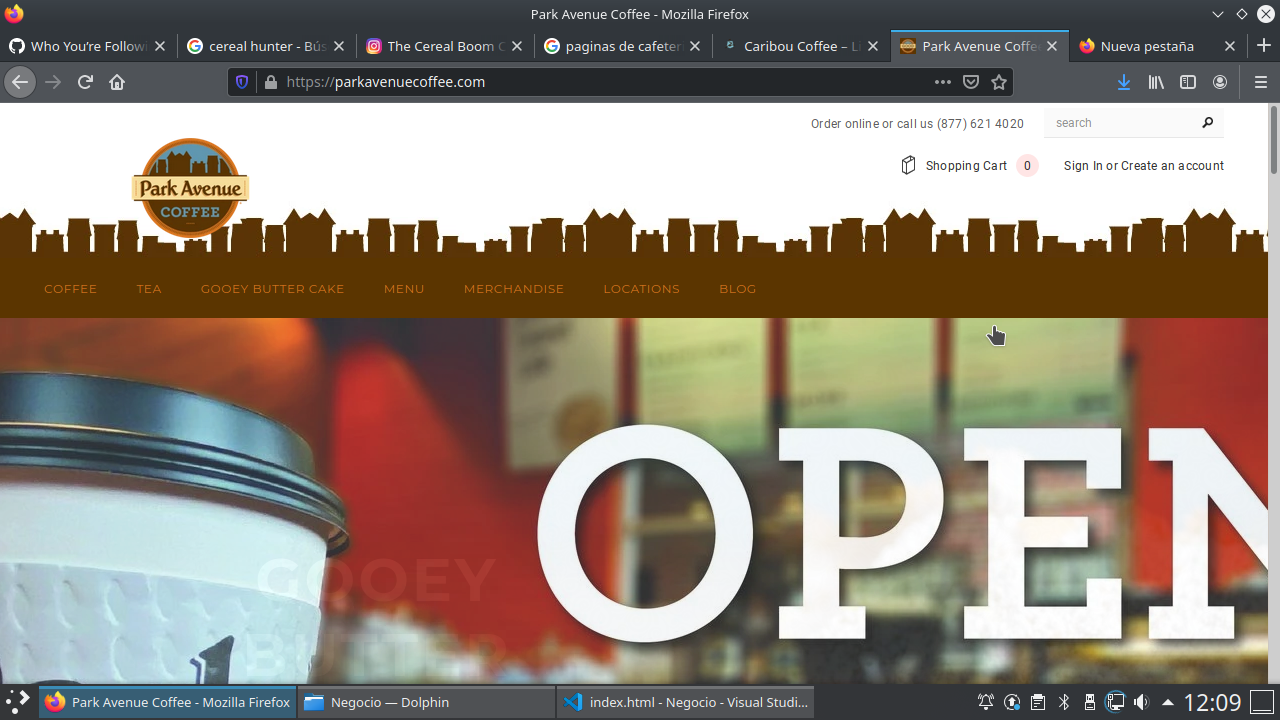 Park Avenue Coffee - Mozilla Firefox
Who You're Followi
cereal hunter - Bús
The Cereal Boom C
paginas de cafeter
Caribou Coffee – L
Park Avenue Coffe
Nueva pestaña
https://parkavenuecoffee.com
Order online or call us (877) 621 4020
search
Shopping Cart 0
Sign In or Create an account
Park Avenue
COFFEE
COFFEE
TEA
GOOEY BUTTER CAKE
MENU
MERCHANDISE
LOCATIONS
BLOG
OPEN
GOOEY
BUTTER
Park Avenue Coffee - Mozilla Firefox
Negocio — Dolphin
index.html - Negocio - Visual Studi...
12:09